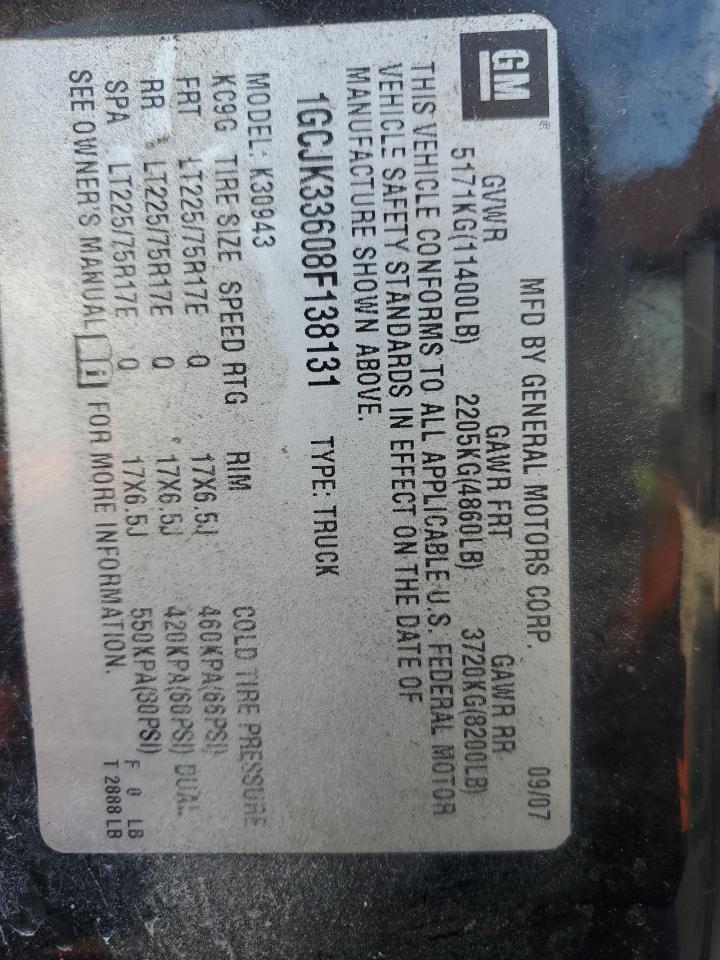 GM
®
MFD BY GENERAL MOTORS CORP. 09/07
GVWR GAWR FRT GAWR RR
5171KG(11400LB) 2205KG(4860LB) 3720KG(8200LB)
THIS VEHICLE CONFORMS TO ALL APPLICABLE U.S. FEDERAL MOTOR
VEHICLE SAFETY STANDARDS IN EFFECT ON THE DATE OF
MANUFACTURE SHOWN ABOVE.
1GCJK33608F138131 TYPE: TRUCK
MODEL: K30943
KC9G TIRE SIZE SPEED RTG RIM COLD TIRE PRESSURE
FRT LT225/75R17E Q 17X6.5J 460KPA(66PSI)
RR LT225/75R17E Q 17X6.5J 420KPA(60PSI) DUAL
SPA LT225/75R17E Q 17X6.5J 550KPA(80PSI)
SEE OWNER'S MANUAL FOR MORE INFORMATION.
F 0 LB
T 2888 LB